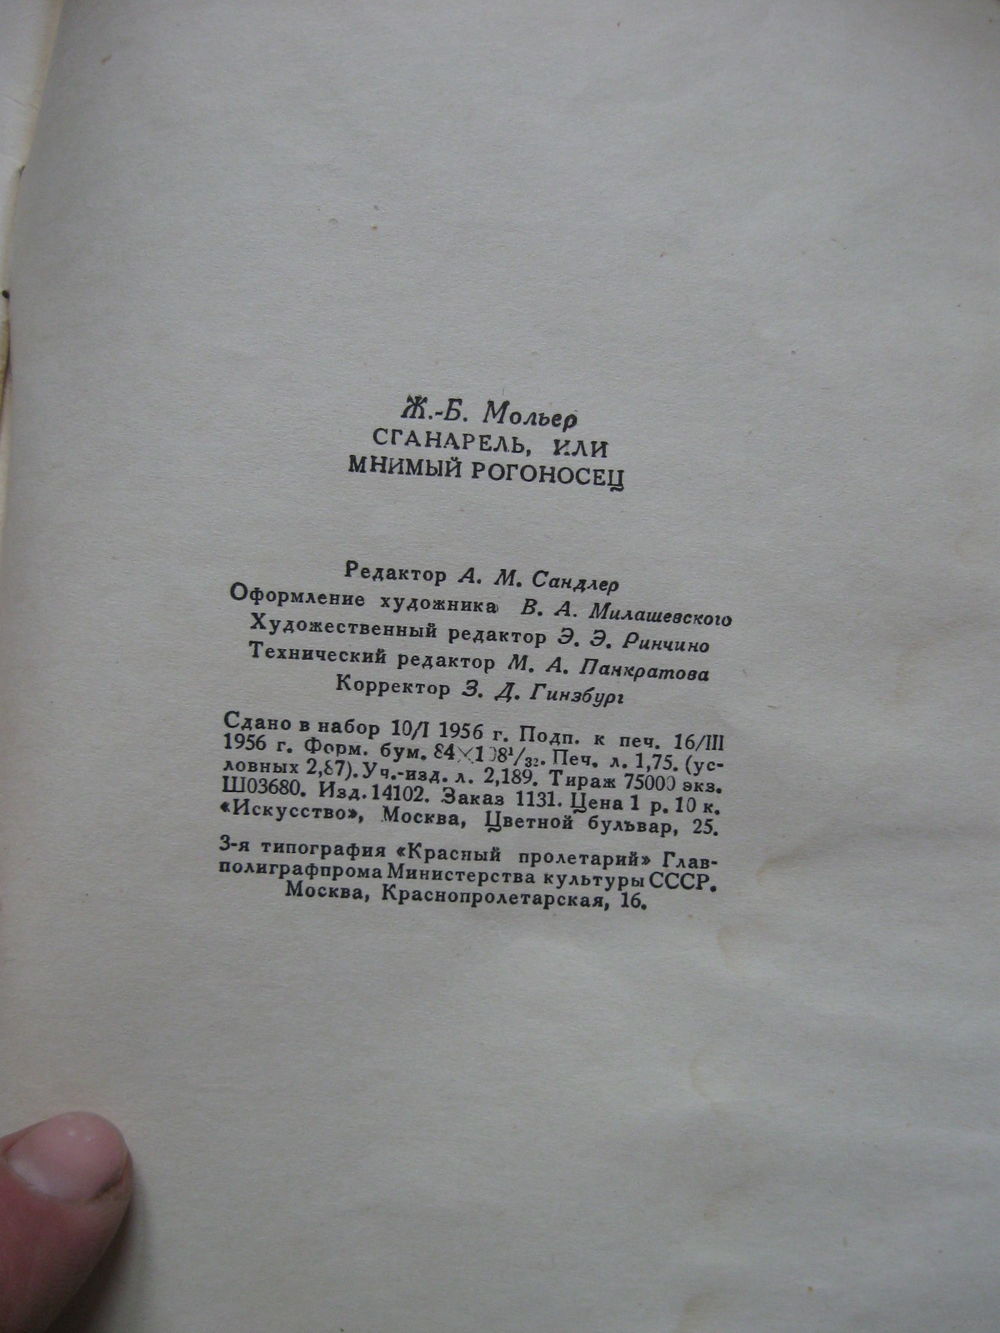 Ж.-Б. Мольер
СГАНАРЕЛЬ, ИЛИ
МНИМЫЙ РОГОНОСЕЦ
Редактор А. М. Сандлер
Оформление художника В. А. Милашевского
Художественный редактор Э. Э. Ринчино
Технический редактор М. А. Панкратова
Корректор З. Д. Гинзбург
Сдано в набор 10/I 1956 г. Подп. к печ. 16/III
1956 г. Форм. бум. 84×108¹/₃₂. Печ. л. 1,75. (ус-
ловных 2,87). Уч.-изд. л. 2,189. Тираж 75000 экз.
Ш03680. Изд. 14102. Заказ 1131. Цена 1 р. 10 к.
«Искусство», Москва, Цветной бульвар, 25.
3-я типография «Красный пролетарий» Глав-
полиграфпрома Министерства культуры СССР.
Москва, Краснопролетарская, 16.